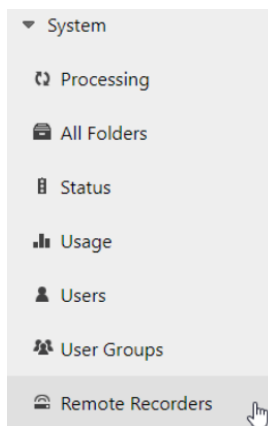 System
Processing
All Folders
Status
Usage
Users
User Groups
Remote Recorders